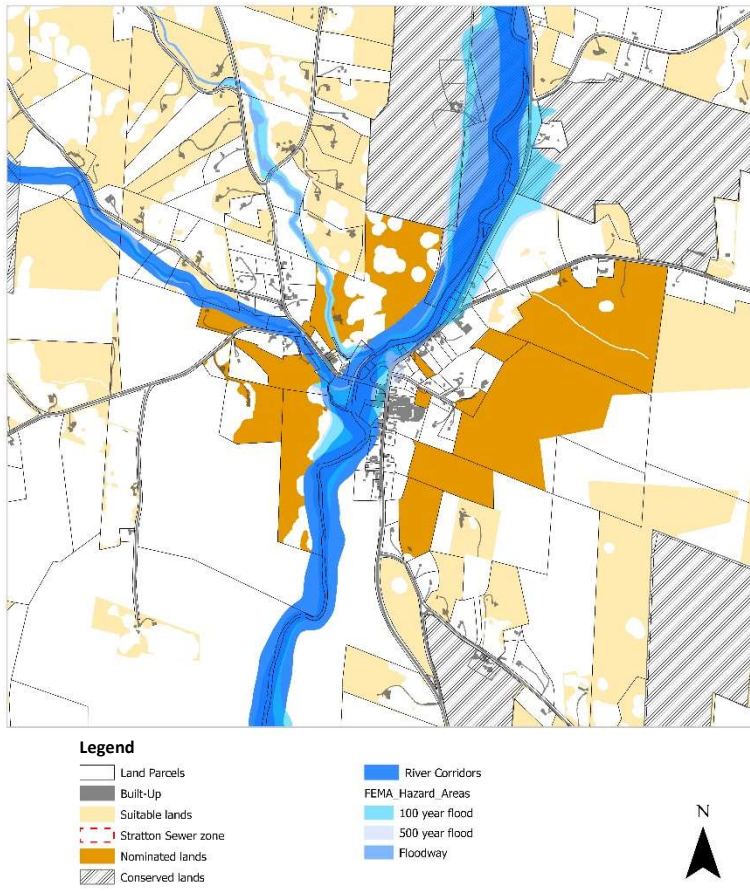 Legend
Land Parcels
Built-Up
Suitable lands
Stratton Sewer zone
Nominated lands
Conserved lands
River Corridors
FEMA_Hazard_Areas
100 year flood
500 year flood
Floodway
N